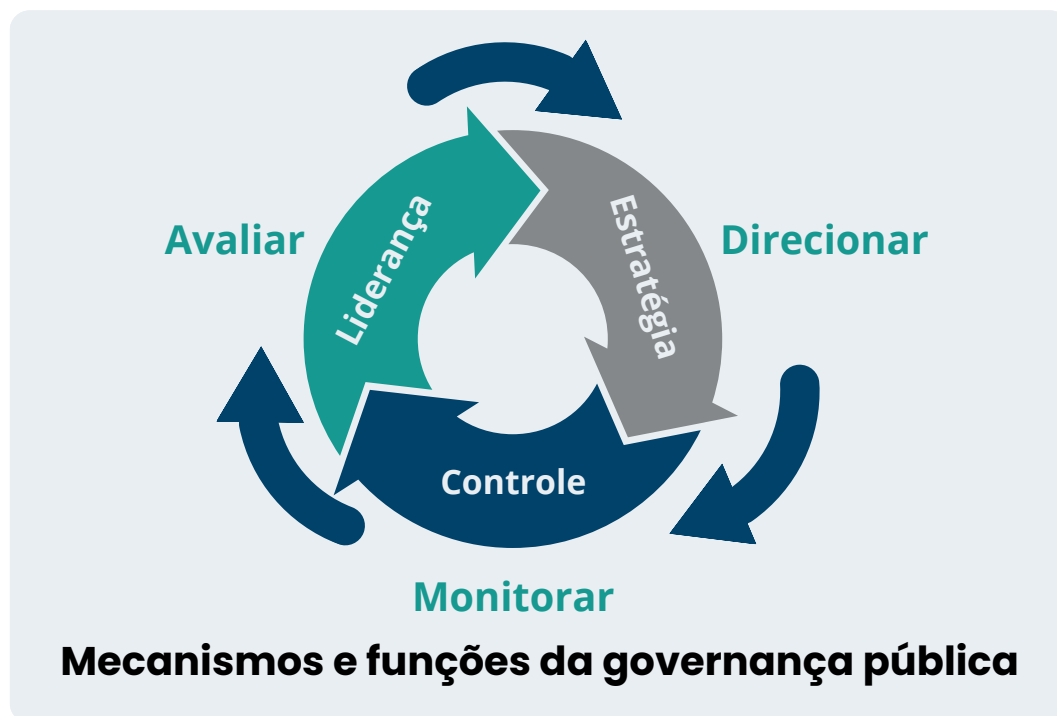 Liderança
Estratégia
Avaliar
Direcionar
Controle
Monitorar
Mecanismos e funções da governança pública